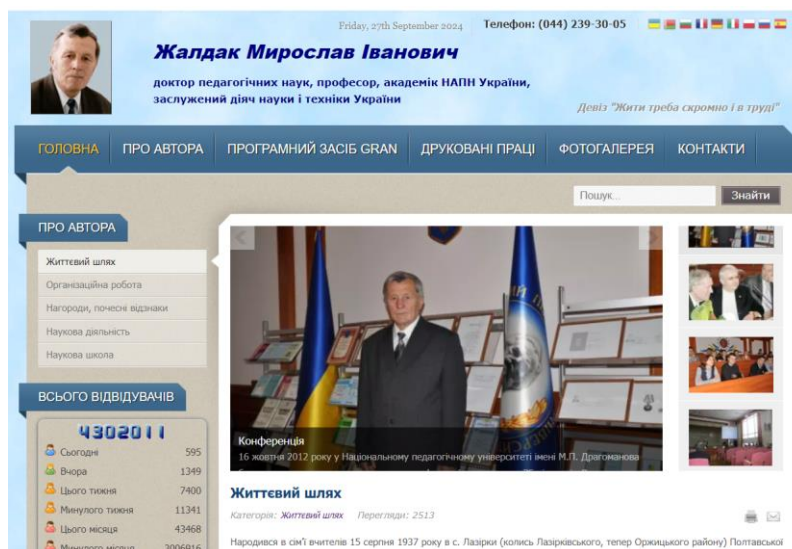 Friday, 27th September 2024 Телефон: (044) 239-30-05
Жалдак Мирослав Іванович
доктор педагогічних наук, професор, академік НАПН України,
заслужений діяч науки і техніки України
Девіз "Жити треба скромно і в труді"
ГОЛОВНА ПРО АВТОРА ПРОГРАМНИЙ ЗАСІБ GRAN ДРУКОВАНІ ПРАЦІ ФОТОГАЛЕРЕЯ КОНТАКТИ
Пошук... Знайти
ПРО АВТОРА
Життєвий шлях
Організаційна робота
Нагороди, почесні відзнаки
Наукова діяльність
Наукова школа
ВСЬОГО ВІДВІДУВАЧІВ
4302011
Сьогодні 595
Вчора 1349
Цього тижня 7400
Минулого тижня 11341
Цього місяця 43468
Минулого місяця 3006916
Конференція
16 жовтня 2012 року у Національному педагогічному університеті імені М.П. Драгоманова
Життєвий шлях
Категорія: Життєвий шлях Перегляди: 2513
Народився в сім'ї вчителів 15 серпня 1937 року в с. Лазірки (колись Лазірківського, тепер Оржицького району) Полтавської